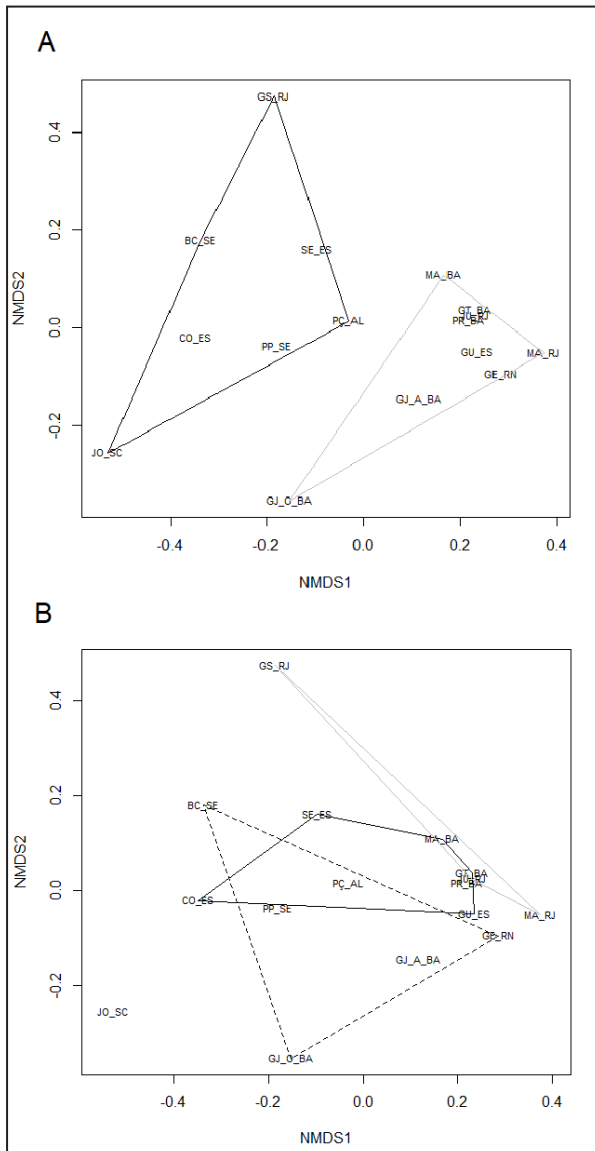 A
GS_RJ
0.4
BC_SE
SE_ES
0.2
MA_BA
GT_BA
PC_AL
PR_BA
0.0
CO_ES
PP_SE
GU_ES
MA_RJ
GE_RN
GJ_A_BA
-0.2
JO_SC
GJ_O_BA
NMDS2
-0.4 -0.2 0.0 0.2 0.4
NMDS1
B
GS_RJ
0.4
BC_SE
SE_ES
0.2
MA_BA
GT_BA
PC_AL
PR_BA
0.0
CO_ES
PP_SE
GU_ES
MA_RJ
GE_RN
GJ_A_BA
-0.2
JO_SC
GJ_O_BA
NMDS2
-0.4 -0.2 0.0 0.2 0.4
NMDS1